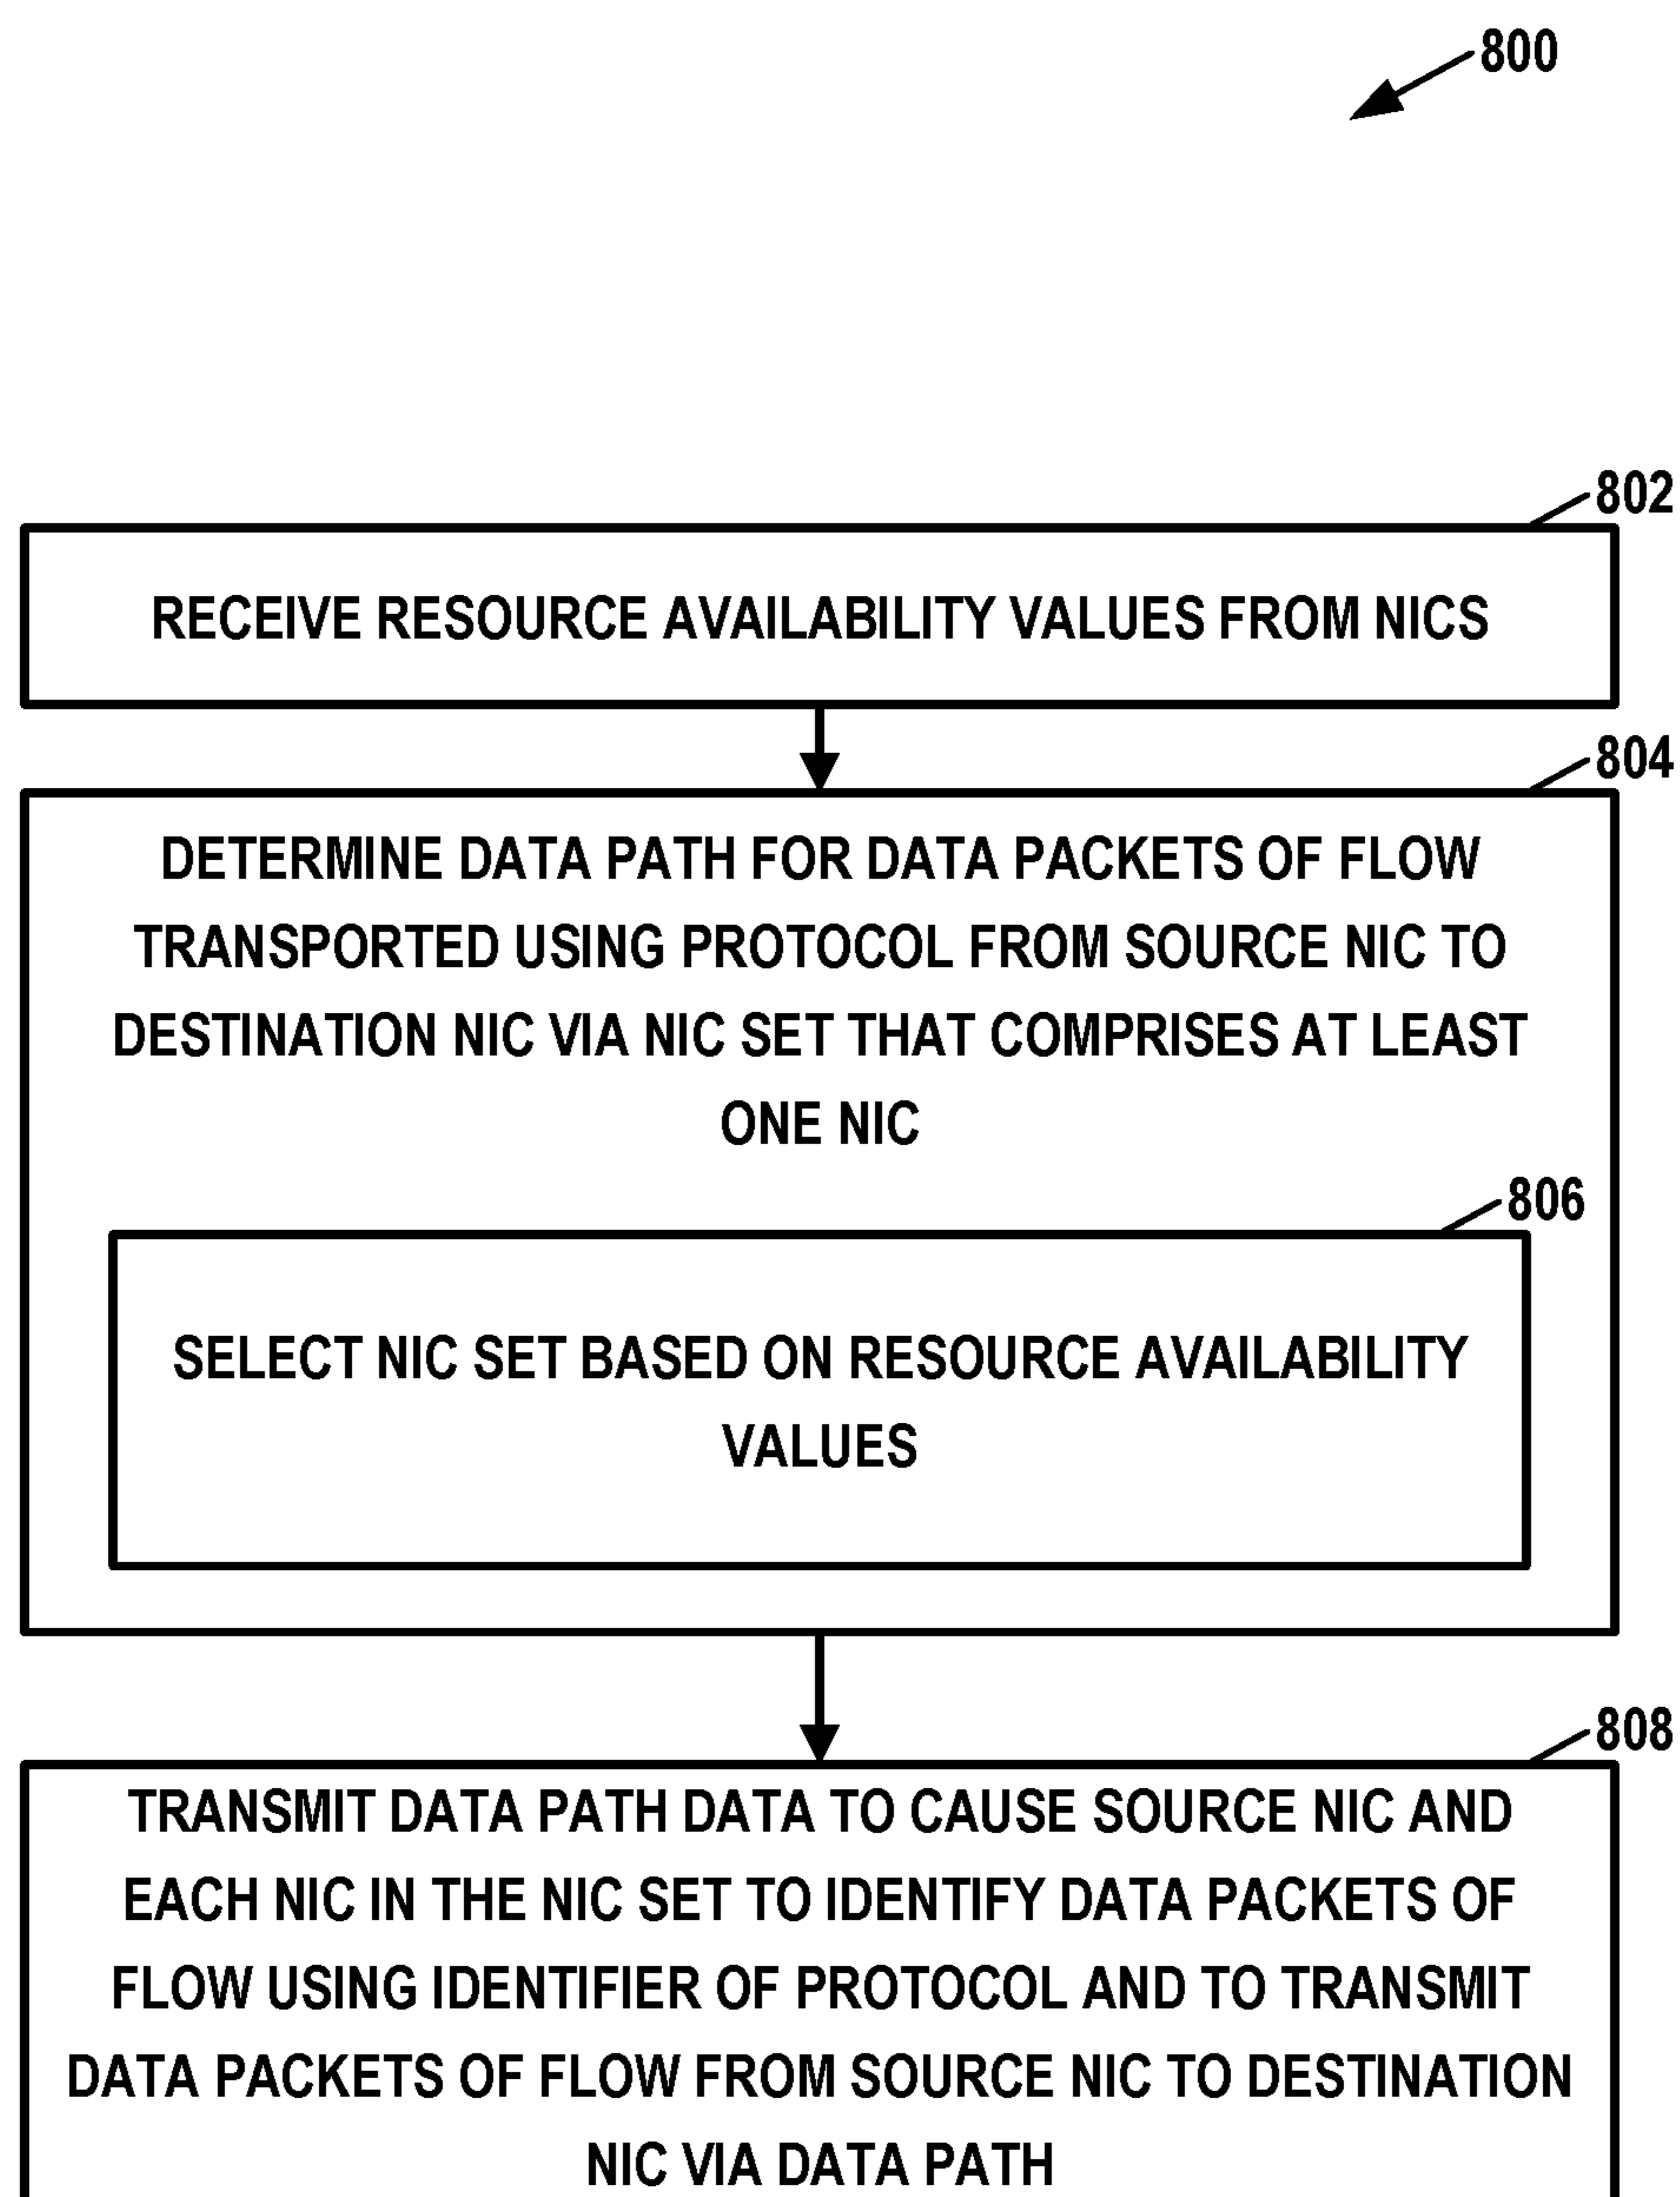 800
802
RECEIVE RESOURCE AVAILABILITY VALUES FROM NICS
804
DETERMINE DATA PATH FOR DATA PACKETS OF FLOW
TRANSPORTED USING PROTOCOL FROM SOURCE NIC TO
DESTINATION NIC VIA NIC SET THAT COMPRISES AT LEAST
ONE NIC
806
SELECT NIC SET BASED ON RESOURCE AVAILABILITY
VALUES
808
TRANSMIT DATA PATH DATA TO CAUSE SOURCE NIC AND
EACH NIC IN THE NIC SET TO IDENTIFY DATA PACKETS OF
FLOW USING IDENTIFIER OF PROTOCOL AND TO TRANSMIT
DATA PACKETS OF FLOW FROM SOURCE NIC TO DESTINATION
NIC VIA DATA PATH